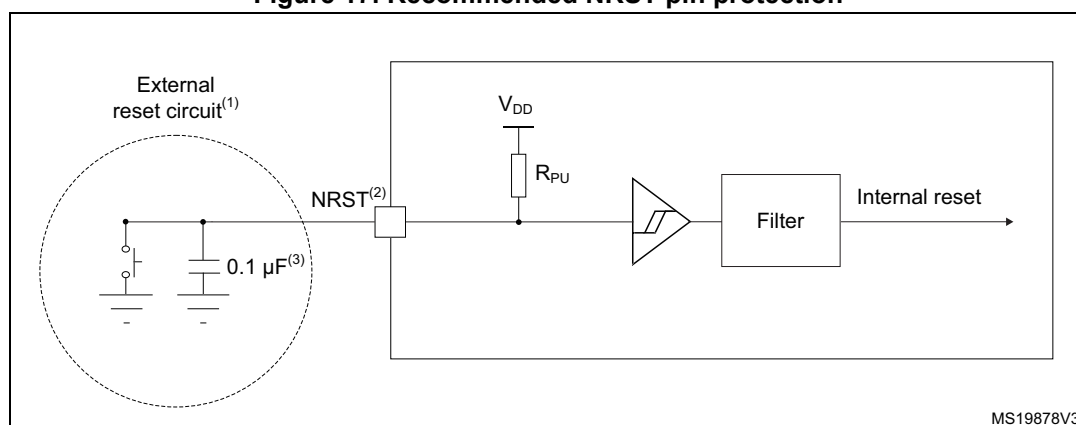 Figure 17. Recommended NRST pin protection
External
reset circuit(1)
VDD
RPU
NRST(2)
0.1 µF(3)
Filter
Internal reset
MS19878V3